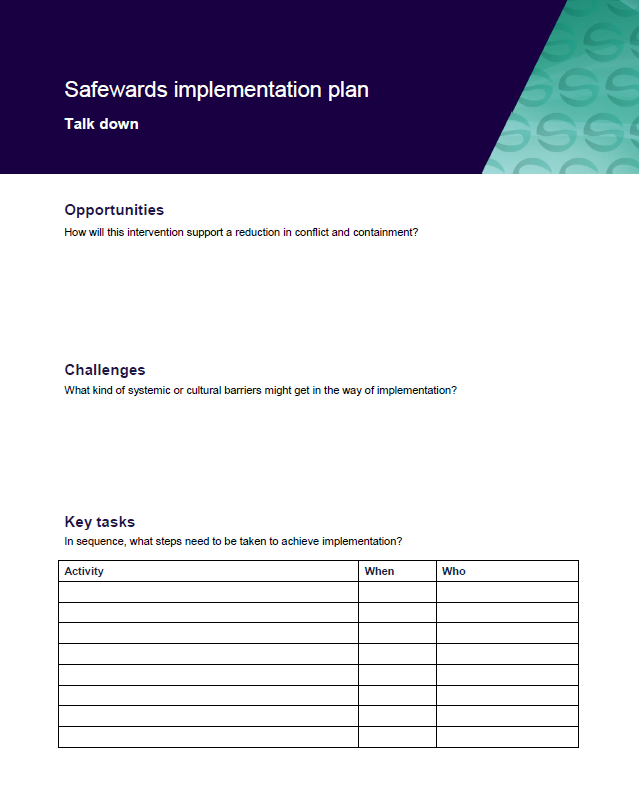 Safewards implementation plan
Talk down
Opportunities
How will this intervention support a reduction in conflict and containment?
Challenges
What kind of systemic or cultural barriers might get in the way of implementation?
Key tasks
In sequence, what steps need to be taken to achieve implementation?
Activity When Who